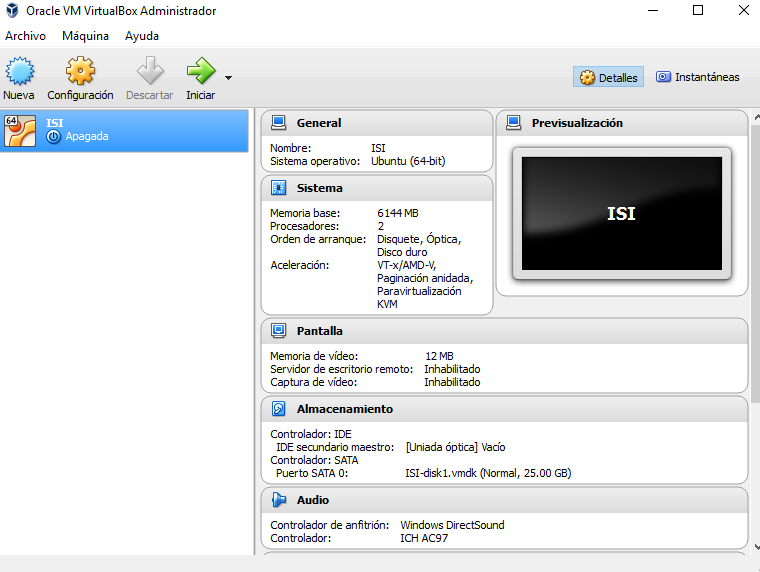 Oracle VM VirtualBox Administrador
Archivo Máquina Ayuda
Nueva Configuración Descartar Iniciar
Detalles Instantáneas
64 ISI
Apagada
General
Nombre: ISI
Sistema operativo: Ubuntu (64-bit)
Sistema
Memoria base: 6144 MB
Procesadores: 2
Orden de arranque: Disquete, Óptica,
Disco duro
Aceleración: VT-x/AMD-V,
Paginación anidada,
Paravirtualización
KVM
Previsualización
ISI
Pantalla
Memoria de vídeo: 12 MB
Servidor de escritorio remoto: Inhabilitado
Captura de vídeo: Inhabilitado
Almacenamiento
Controlador: IDE
IDE secundario maestro: [Uniada óptica] Vacío
Controlador: SATA
Puerto SATA 0: ISI-disk1.vmdk (Normal, 25.00 GB)
Audio
Controlador de anfitrión: Windows DirectSound
Controlador: ICH AC97